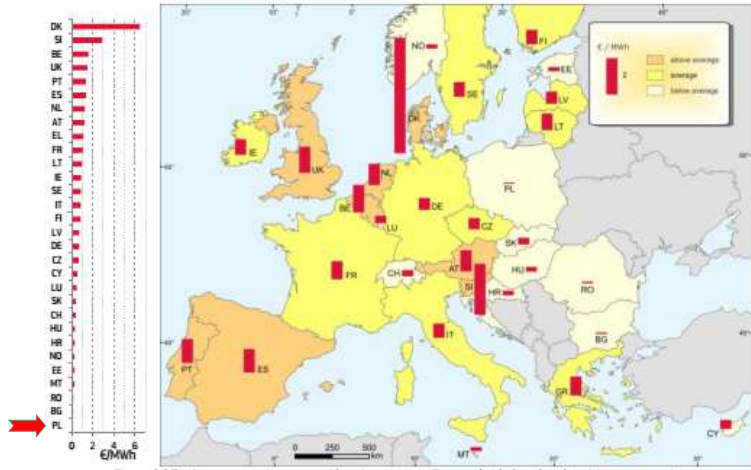 DK
SI
BE
UK
PT
ES
NL
AT
EL
FR
LT
IE
SE
IT
FI
LV
DE
CZ
CY
LU
SK
CH
HU
HR
NO
EE
MT
RO
BG
PL
0 2 4 6
€/MWh
NO
FI
EE
SE
LV
LT
DK
IE
UK
NL
PL
BE
DE
LU
CZ
SK
FR
CH
AT
HU
SI
HR
RO
IT
BG
PT
ES
GR
CY
MT
€ / MWh
2
above average
average
below average
0 250 500
km